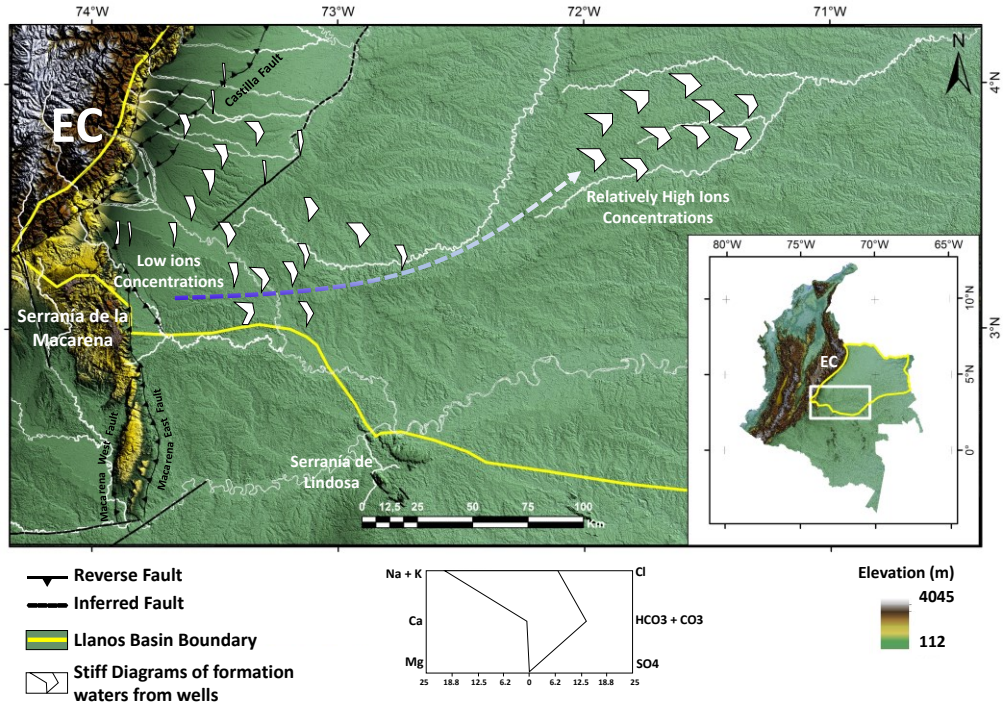 74°W 73°W 72°W 71°W
N
4°N
Castilla Fault
EC
Relatively High Ions
Concentrations
Low ions
Concentrations
80°W 75°W 70°W 65°W
10°N
3°N
Serranía de la
Macarena
EC
5°N
Macarena West Fault
Macarena East Fault
0°
Serranía de
Lindosa
0 12,5 25 50 75 100
Km
Reverse Fault
Inferred Fault
Llanos Basin Boundary
Stiff Diagrams of formation
waters from wells
Na + K Cl
Ca HCO3 + CO3
Mg SO4
25 18.8 12.5 6.2 0 6.2 12.5 18.8 25
Elevation (m)
4045
112